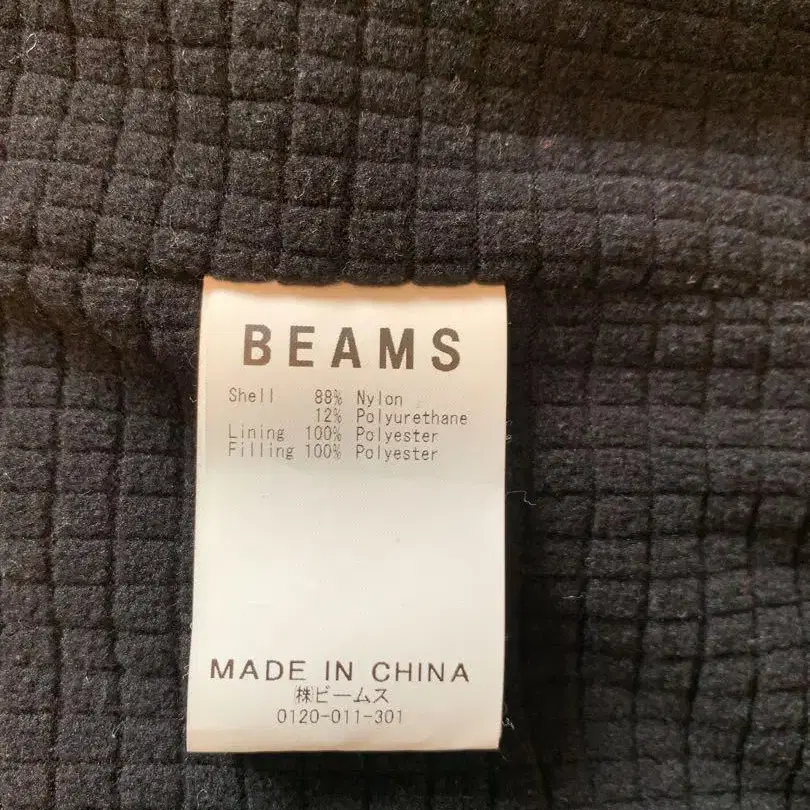 BEAMS
Shell 88% Nylon
12% Polyurethane
Lining 100% Polyester
Filling 100% Polyester
MADE IN CHINA
㈱ビームス
0120-011-301